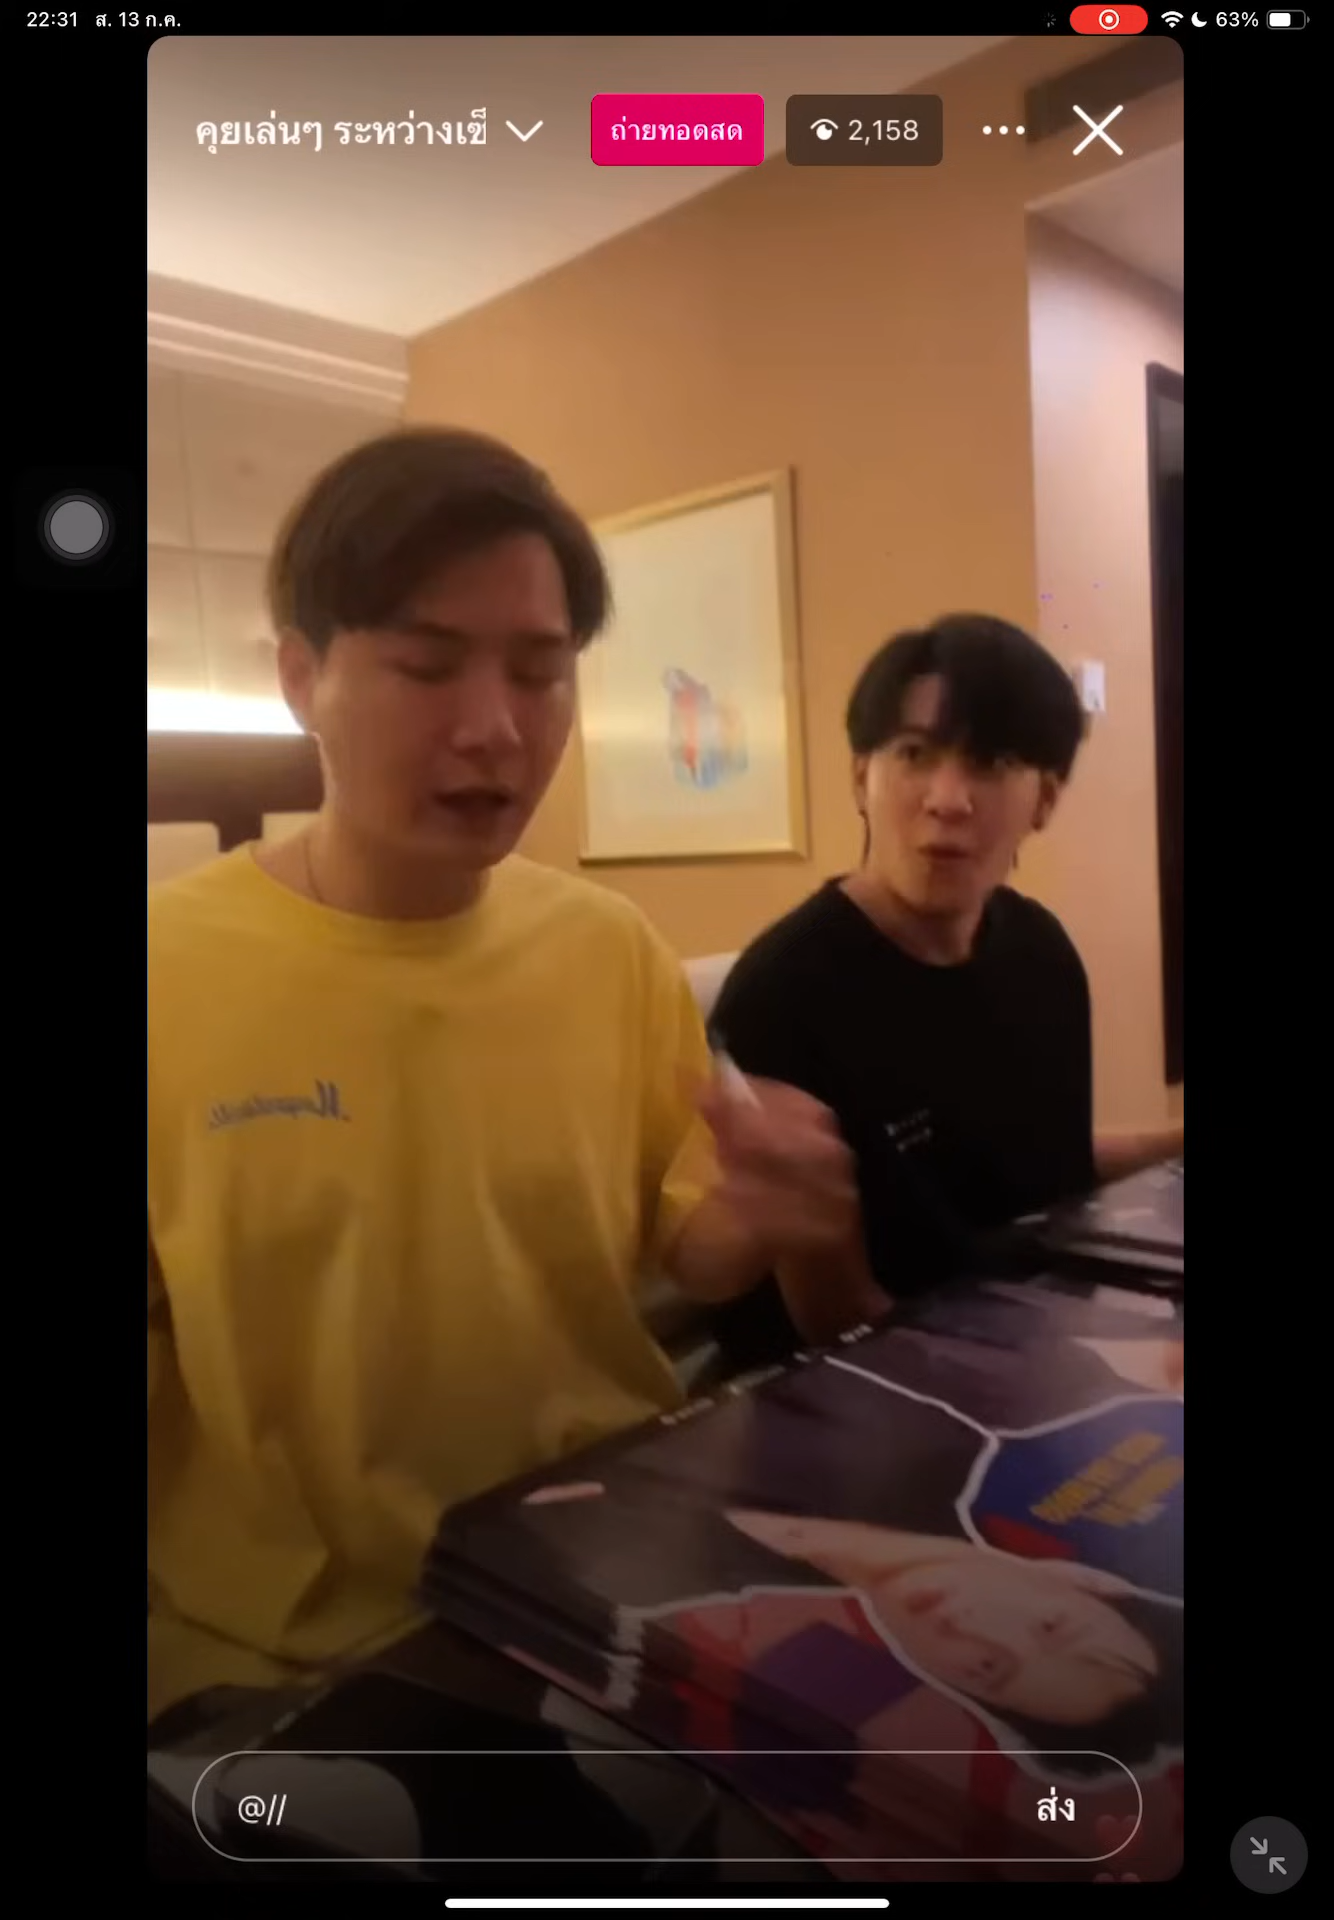 22:31 ส. 13 ก.ค.
63%
คุยเล่นๆ ระหว่างเซ็
ถ่ายทอดสด
2,158
@//
ส่ง